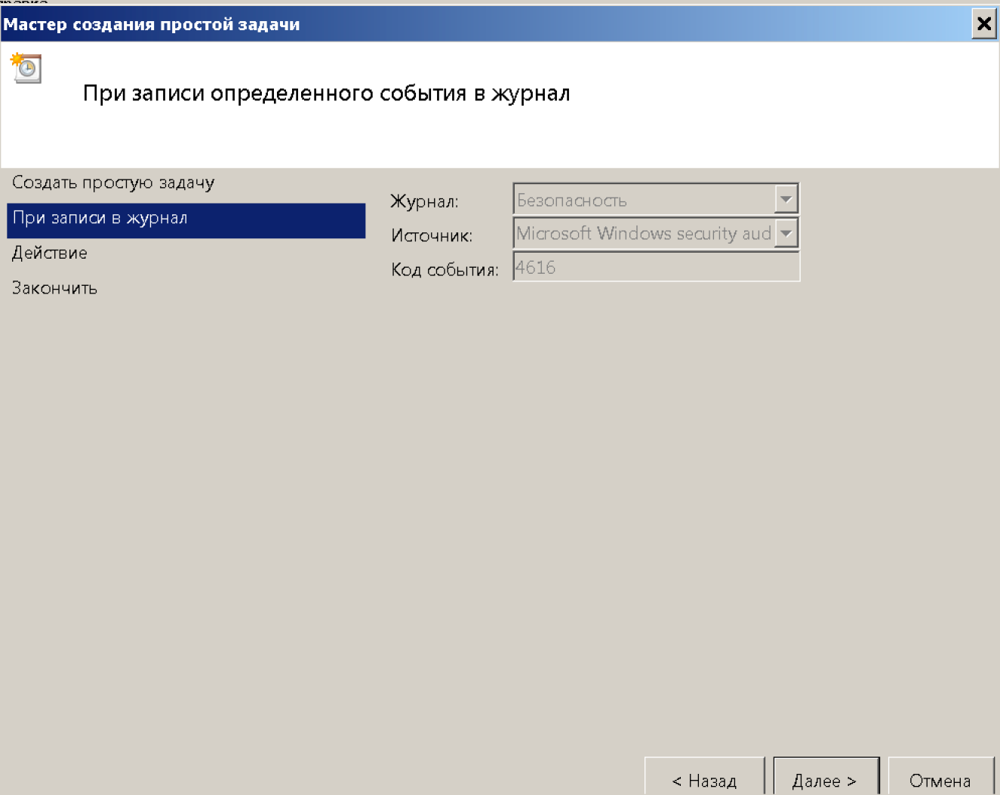 Мастер создания простой задачи
При записи определенного события в журнал
Создать простую задачу
При записи в журнал
Действие
Закончить
Журнал: Безопасность
Источник: Microsoft Windows security aud
Код события: 4616
< Назад Далее > Отмена